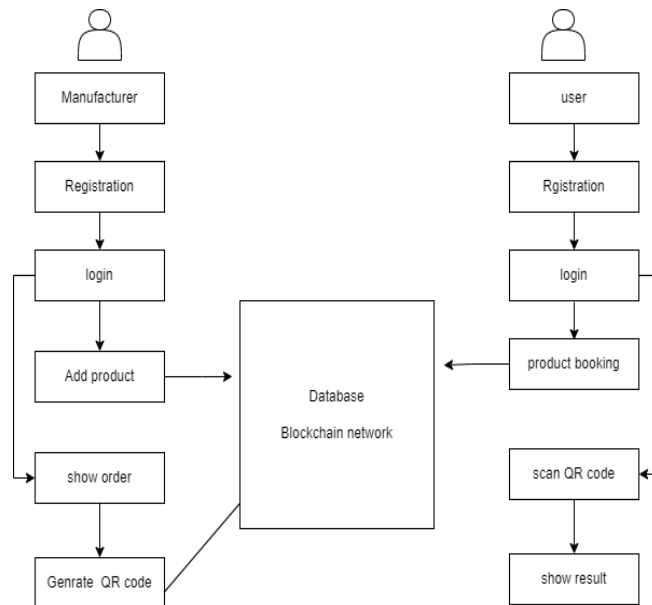 Manufacturer
user
Registration
Rgistration
login
login
Add product
product booking
Database
Blockchain network
show order
scan QR code
Genrate QR code
show result